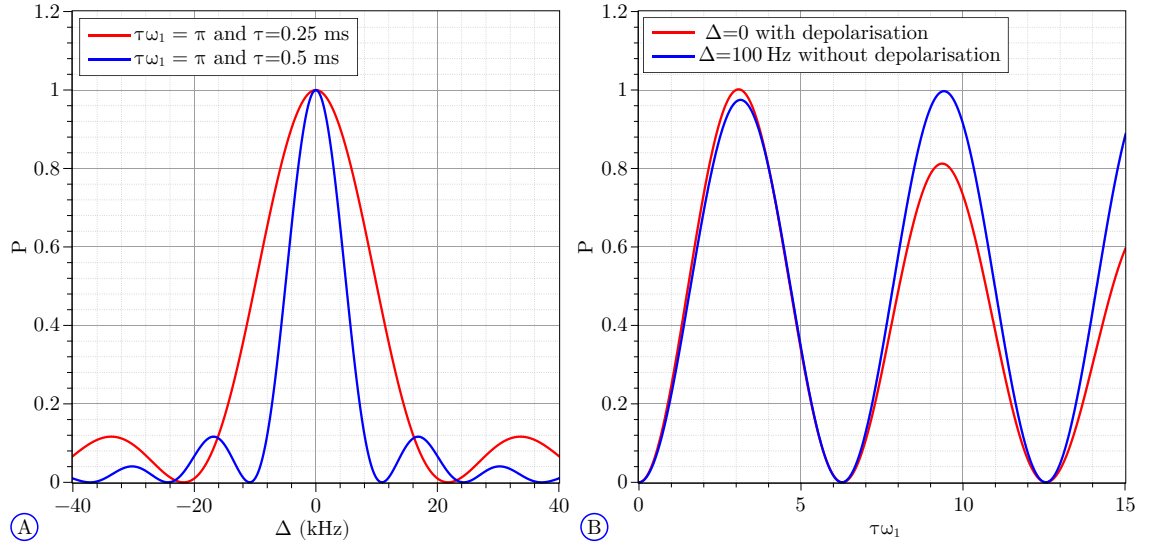 1.2
1
0.8
0.6
0.4
0.2
0
P
τω₁ = π and τ=0.25 ms
τω₁ = π and τ=0.5 ms
−40
−20
0
20
40
Δ (kHz)
A
1.2
1
0.8
0.6
0.4
0.2
0
P
Δ=0 with depolarisation
Δ=100 Hz without depolarisation
0
5
10
15
τω₁
B